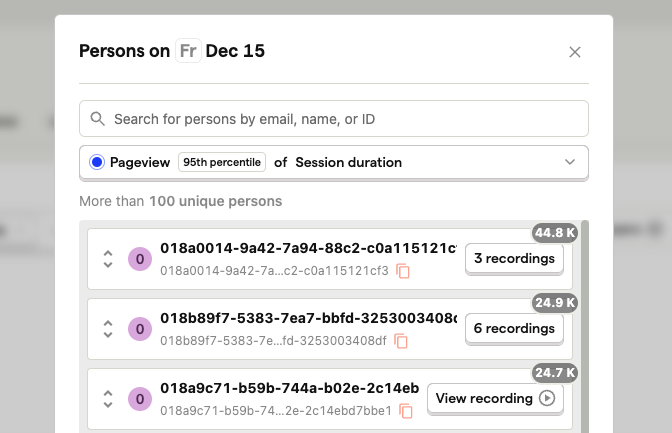 Persons on Fr Dec 15
Search for persons by email, name, or ID
Pageview 95th percentile of Session duration
More than 100 unique persons
44.8 K
0 018a0014-9a42-7a94-88c2-c0a115121c
018a0014-9a42-7a...c2-c0a115121cf3
3 recordings
24.9 K
0 018b89f7-5383-7ea7-bbfd-3253003408d
018b89f7-5383-7e...fd-3253003408df
6 recordings
24.7 K
0 018a9c71-b59b-744a-b02e-2c14eb
018a9c71-b59b-74...2e-2c14ebd7bbe1
View recording